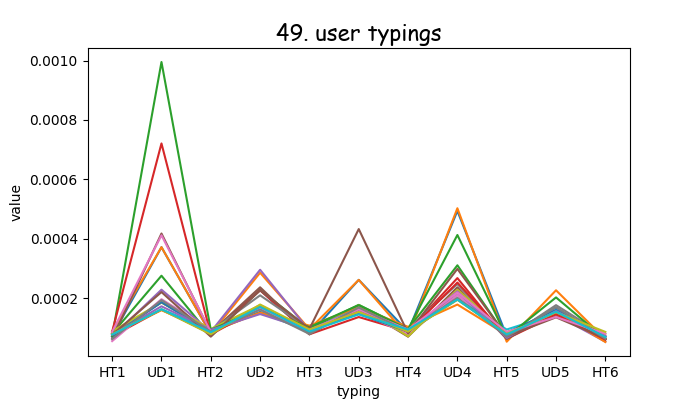 49. user typings
0.0010
0.0008
0.0006
0.0004
0.0002
value
HT1 UD1 HT2 UD2 HT3 UD3 HT4 UD4 HT5 UD5 HT6
typing